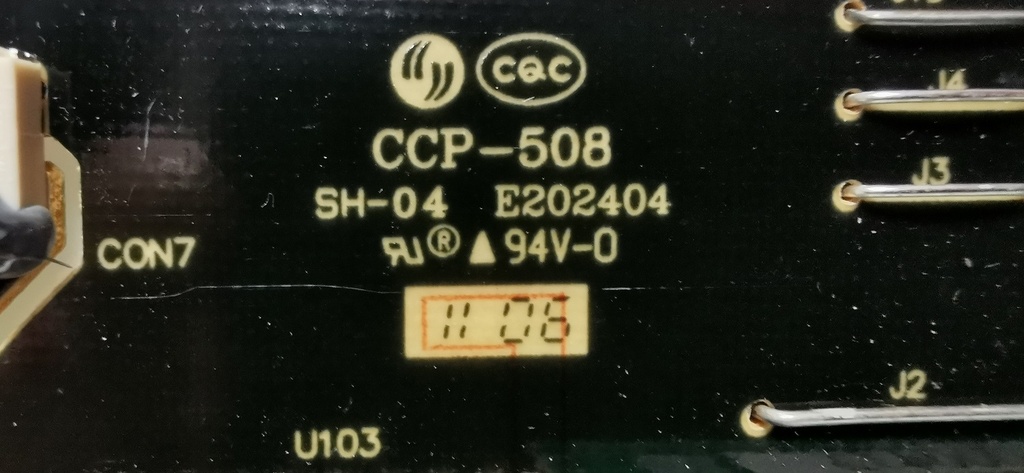 CQC
J4
CCP-508
J3
SH-04 E202404
CON7
® 94V-0
11 06
J2
U103